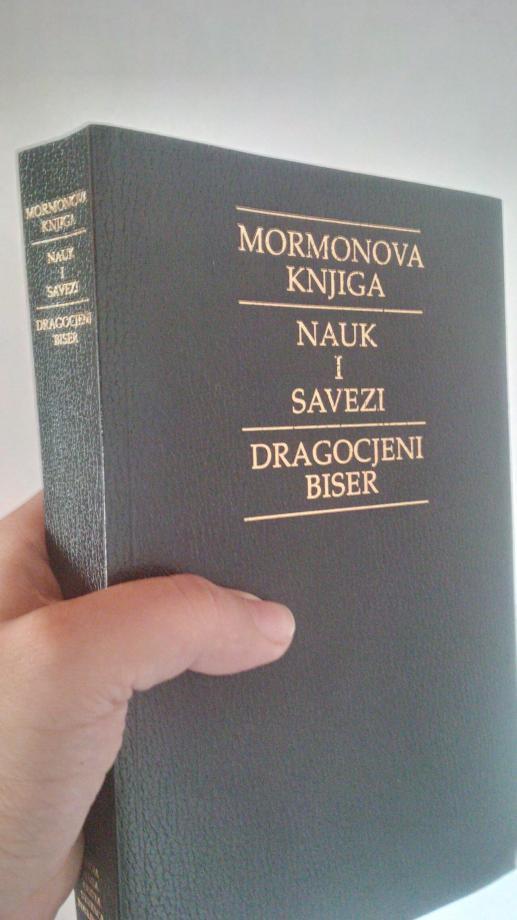 MORMONOVA
KNJIGA
NAUK
I
SAVEZI
DRAGOCJENI
BISER
MORMONOVA
KNJIGA
NAUK
I
SAVEZI
DRAGOCJENI
BISER